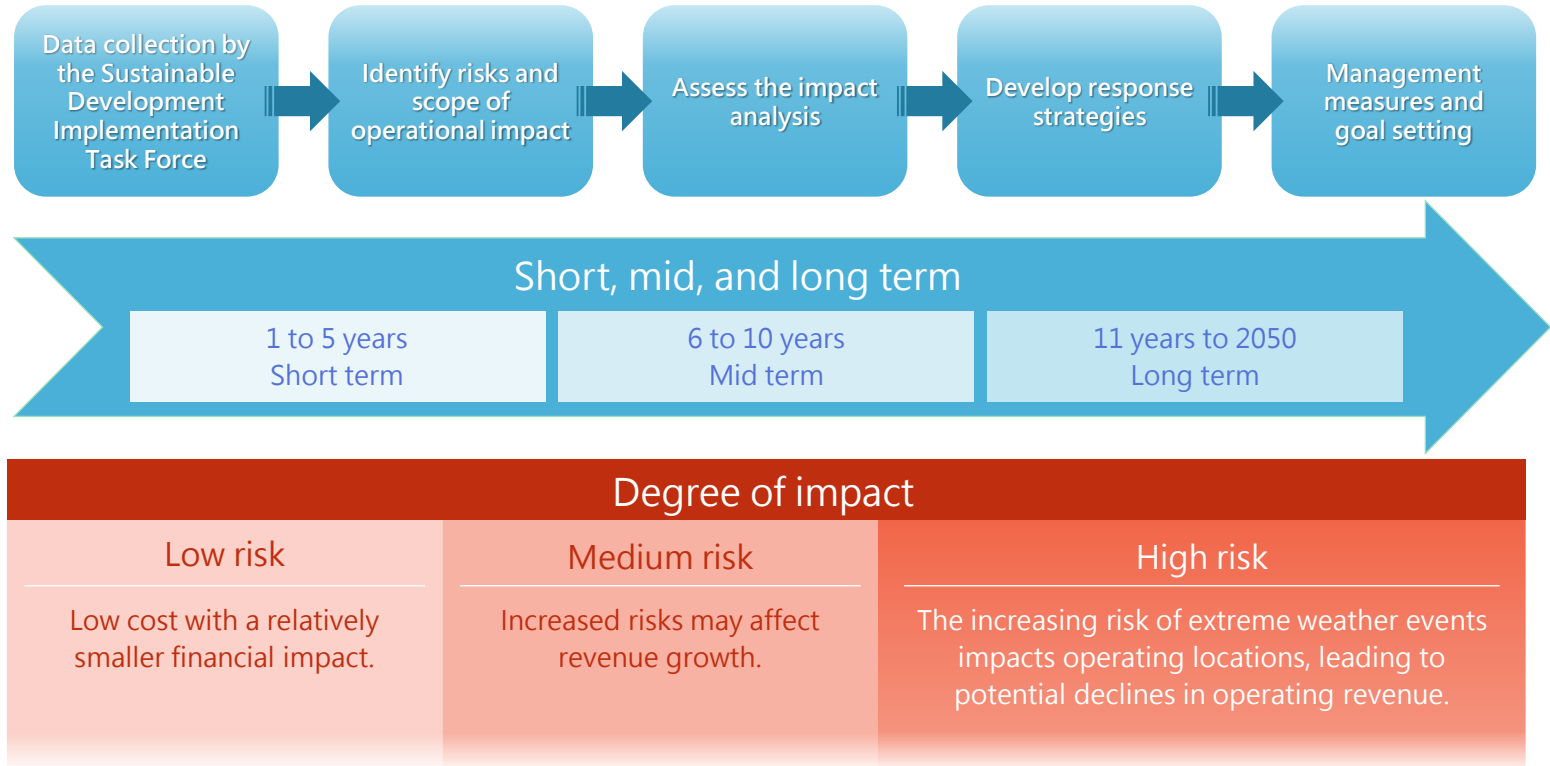 Data collection by
the Sustainable
Development
Implementation
Task Force
Identify risks and
scope of
operational impact
Assess the impact
analysis
Develop response
strategies
Management
measures and
goal setting
Short, mid, and long term
1 to 5 years
Short term
6 to 10 years
Mid term
11 years to 2050
Long term
Degree of impact
Low risk
Low cost with a relatively
smaller financial impact.
Medium risk
Increased risks may affect
revenue growth.
High risk
The increasing risk of extreme weather events
impacts operating locations, leading to
potential declines in operating revenue.